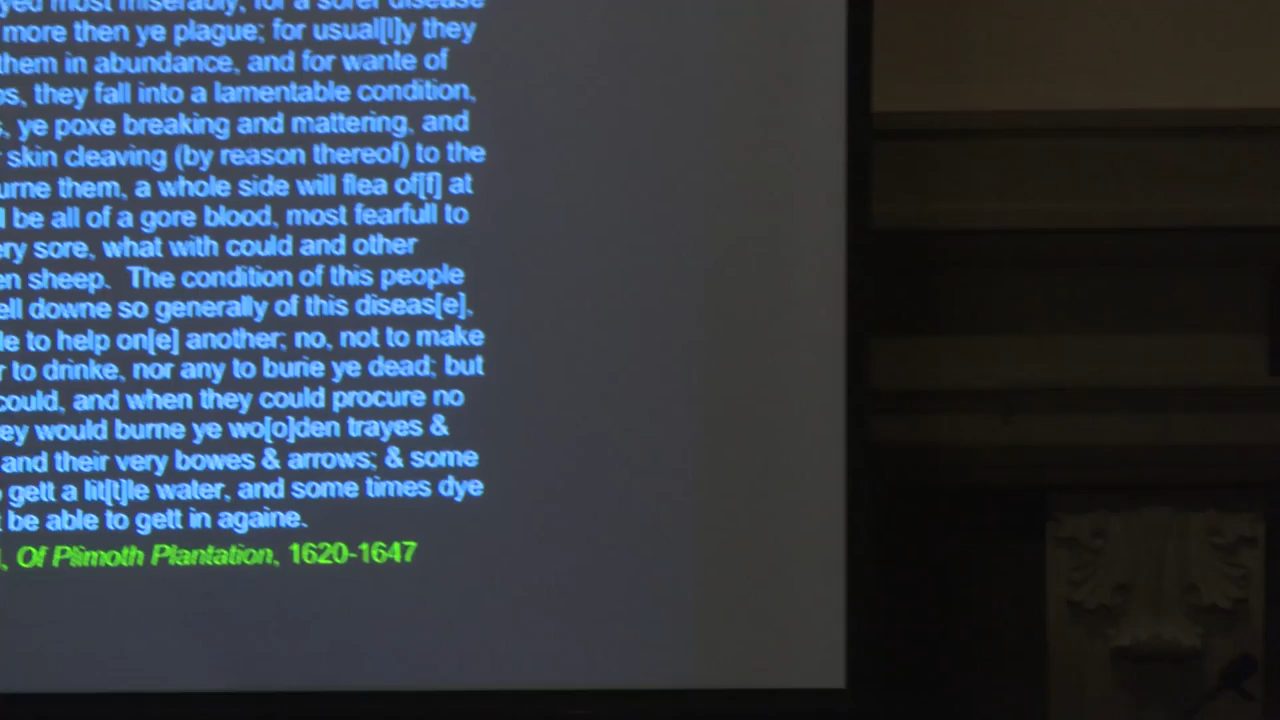 most miserably, for a sorer disease
more then ye plague; for usual[l]y they
them in abundance, and for wante of
they fall into a lamentable condition,
ye poxe breaking and mattering, and
skin cleaving (by reason thereof) to the
urne them, a whole side will flea of[f] at
be all of a gore blood, most fearfull to
ery sore, what with could and other
en sheep. The condition of this people
ell downe so generally of this diseas[e],
le to help on[e] another; no, not to make
r to drinke, nor any to burie ye dead; but
could, and when they could procure no
ey would burne ye wo[o]den trayes &
and their very bowes & arrows; & some
gett a lit[t]le water, and some times dye
be able to gett in againe.
, Of Plimoth Plantation, 1620-1647